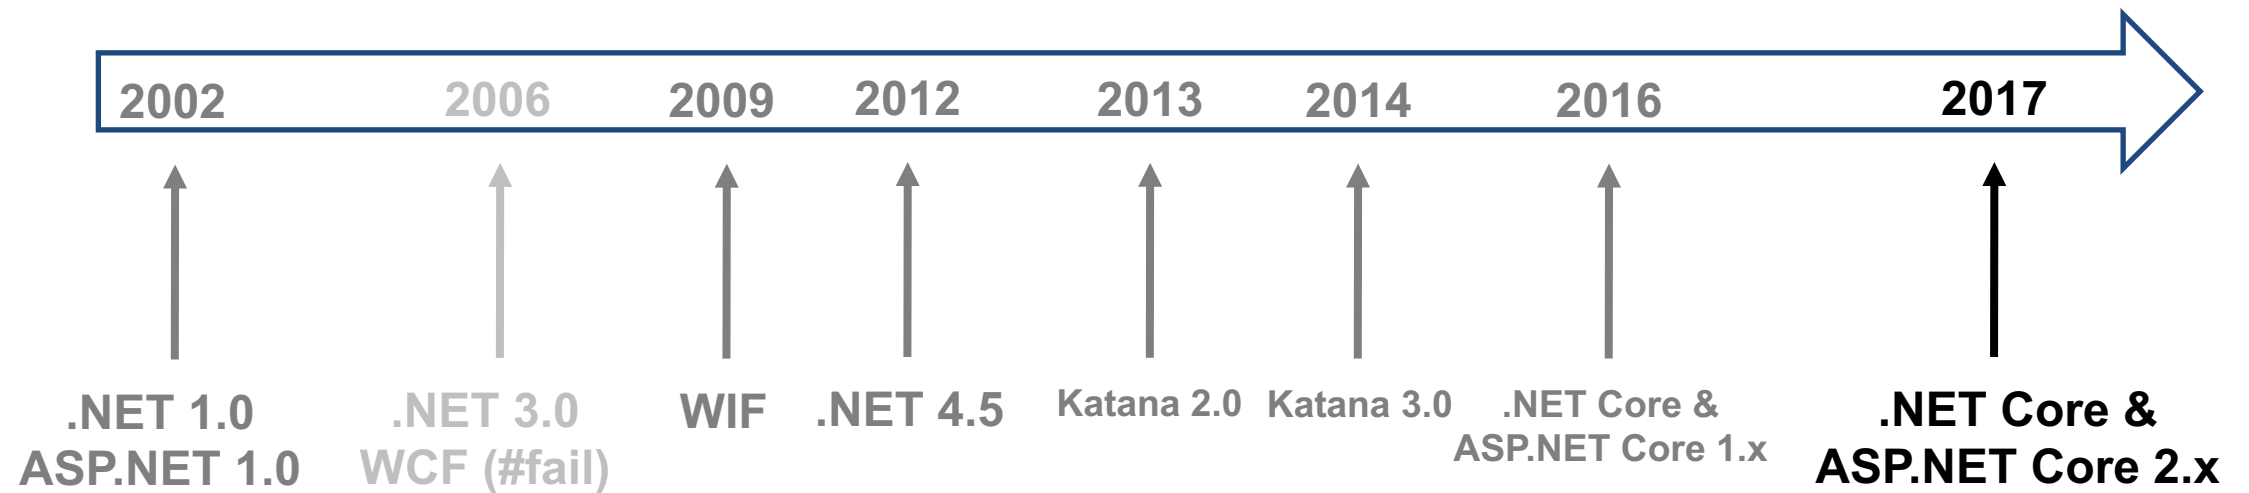 2002 2006 2009 2012 2013 2014 2016 2017
.NET 1.0
ASP.NET 1.0
.NET 3.0
WCF (#fail)
WIF
.NET 4.5
Katana 2.0
Katana 3.0
.NET Core &
ASP.NET Core 1.x
.NET Core &
ASP.NET Core 2.x